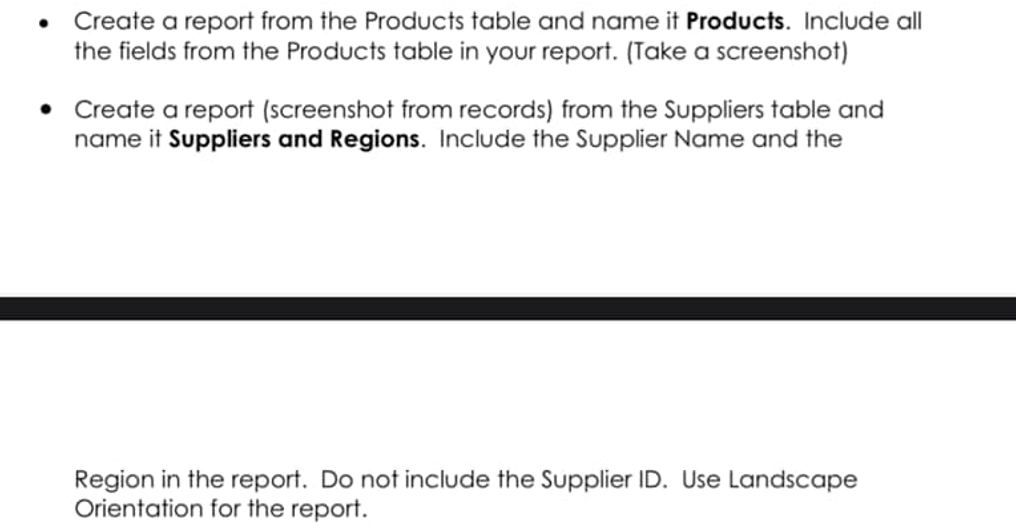 • Create a report from the Products table and name it Products.  Include all
the fields from the Products table in your report. (Take a screenshot)
• Create a report (screenshot from records) from the Suppliers table and
name it Suppliers and Regions.  Include the Supplier Name and the
Region in the report.  Do not include the Supplier ID.  Use Landscape
Orientation for the report.